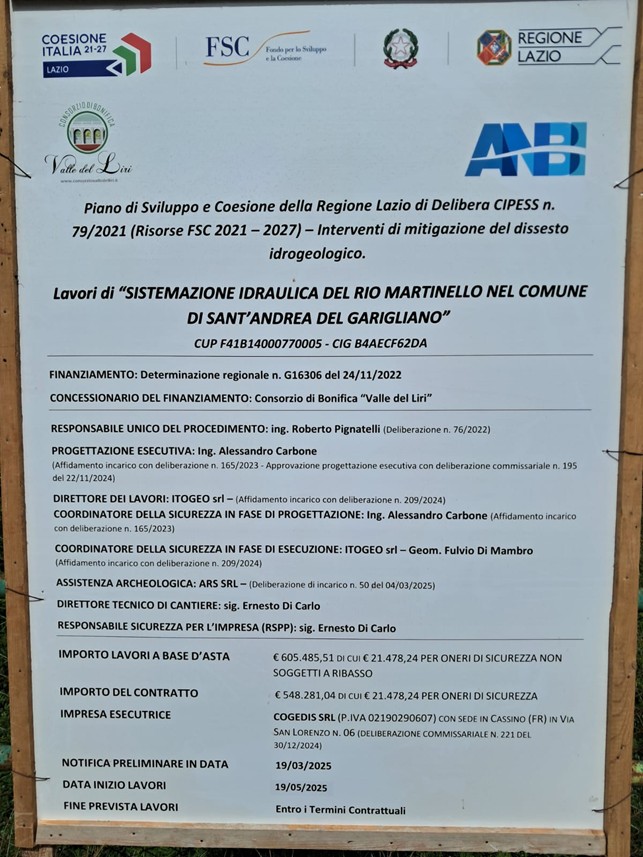 COESIONE
ITALIA 21-27
LAZIO
FSC
Fondo per lo Sviluppo
e la Coesione
REGIONE
LAZIO
CONSORZIO DI BONIFICA
Valle del Liri
ANBI
Piano di Sviluppo e Coesione della Regione Lazio di Delibera CIPESS n.
79/2021 (Risorse FSC 2021 – 2027) – Interventi di mitigazione del dissesto
idrogeologico.
Lavori di “SISTEMAZIONE IDRAULICA DEL RIO MARTINELLO NEL COMUNE
DI SANT’ANDREA DEL GARIGLIANO”
CUP F41B14000770005 - CIG B4AECF62DA
FINANZIAMENTO: Determinazione regionale n. G16306 del 24/11/2022
CONCESSIONARIO DEL FINANZIAMENTO: Consorzio di Bonifica “Valle del Liri”
RESPONSABILE UNICO DEL PROCEDIMENTO: ing. Roberto Pignatelli (Deliberazione n. 76/2022)
PROGETTAZIONE ESECUTIVA: Ing. Alessandro Carbone
(Affidamento incarico con deliberazione n. 165/2023 - Approvazione progettazione esecutiva con deliberazione commissariale n. 195
del 22/11/2024)
DIRETTORE DEI LAVORI: ITOGEO srl – (Affidamento incarico con deliberazione n. 209/2024)
COORDINATORE DELLA SICUREZZA IN FASE DI PROGETTAZIONE: Ing. Alessandro Carbone (Affidamento incarico
con deliberazione n. 165/2023)
COORDINATORE DELLA SICUREZZA IN FASE DI ESECUZIONE: ITOGEO srl – Geom. Fulvio Di Mambro
(Affidamento incarico con deliberazione n. 209/2024)
ASSISTENZA ARCHEOLOGICA: ARS SRL – (Deliberazione di incarico n. 50 del 04/03/2025)
DIRETTORE TECNICO DI CANTIERE: sig. Ernesto Di Carlo
RESPONSABILE SICUREZZA PER L’IMPRESA (RSPP): sig. Ernesto Di Carlo
IMPORTO LAVORI A BASE D’ASTA € 605.485,51 DI CUI € 21.478,24 PER ONERI DI SICUREZZA NON
SOGGETTI A RIBASSO
IMPORTO DEL CONTRATTO € 548.281,04 DI CUI € 21.478,24 PER ONERI DI SICUREZZA
IMPRESA ESECUTRICE COGEDIS SRL (P.IVA 02190290607) CON SEDE IN CASSINO (FR) IN VIA
SAN LORENZO N. 06 (DELIBERAZIONE COMMISSARIALE N. 221 DEL
30/12/2024)
NOTIFICA PRELIMINARE IN DATA 19/03/2025
DATA INIZIO LAVORI 19/05/2025
FINE PREVISTA LAVORI Entro i Termini Contrattuali